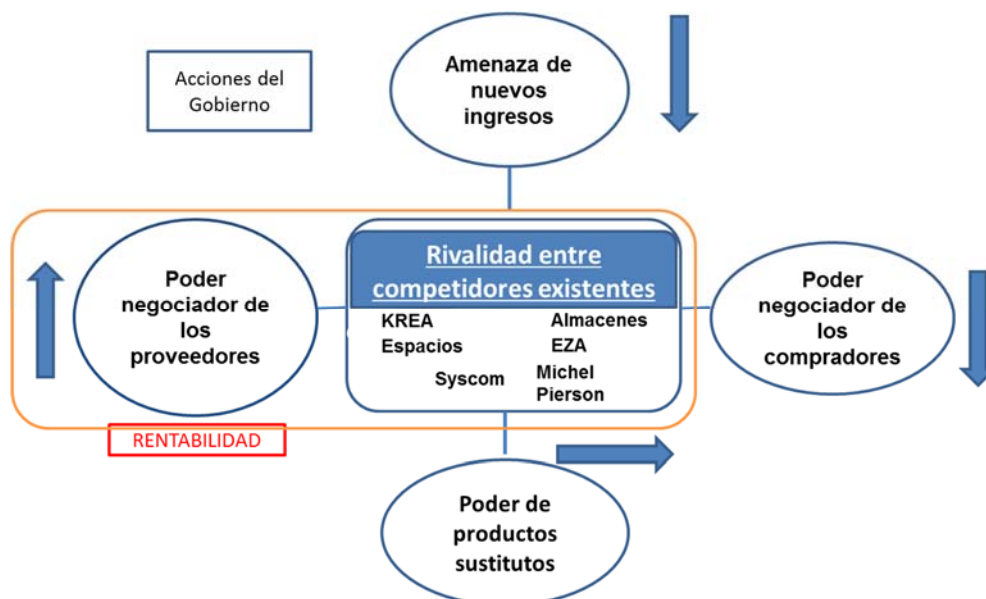 Acciones del
Gobierno
Amenaza de
nuevos
ingresos
Poder
negociador de
los
proveedores
Rivalidad entre
competidores existentes
KREA
Espacios
Syscom
Almacenes
EZA
Michel
Pierson
Poder
negociador de
los
compradores
RENTABILIDAD
Poder de
productos
sustitutos